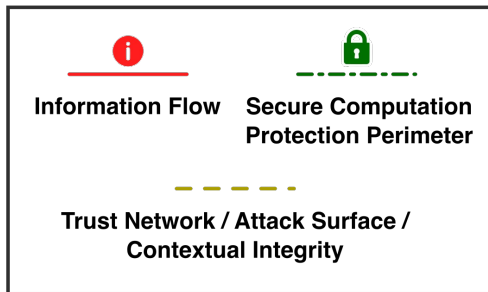 Information Flow
Secure Computation
Protection Perimeter
Trust Network / Attack Surface /
Contextual Integrity